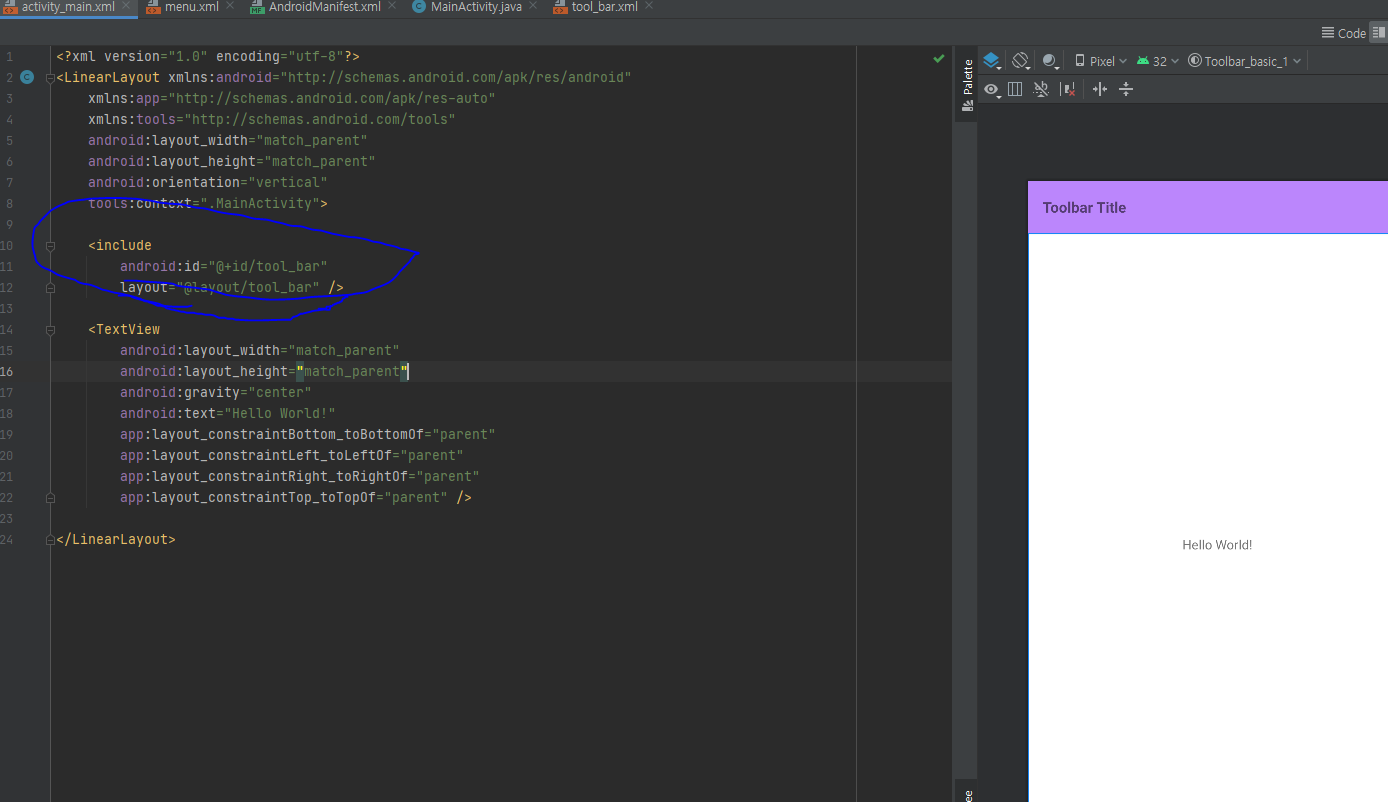 activity_main.xml menu.xml AndroidManifest.xml MainActivity.java tool_bar.xml
Code
1 <?xml version="1.0" encoding="utf-8"?>
2 <LinearLayout xmlns:android="http://schemas.android.com/apk/res/android"
3 xmlns:app="http://schemas.android.com/apk/res-auto"
4 xmlns:tools="http://schemas.android.com/tools"
5 android:layout_width="match_parent"
6 android:layout_height="match_parent"
7 android:orientation="vertical"
8 tools:context=".MainActivity">
9
10 <include
11 android:id="@+id/tool_bar"
12 layout="@layout/tool_bar" />
13
14 <TextView
15 android:layout_width="match_parent"
16 android:layout_height="match_parent"
17 android:gravity="center"
18 android:text="Hello World!"
19 app:layout_constraintBottom_toBottomOf="parent"
20 app:layout_constraintLeft_toLeftOf="parent"
21 app:layout_constraintRight_toRightOf="parent"
22 app:layout_constraintTop_toTopOf="parent" />
23
24 </LinearLayout>
Palette
Pixel 32 Toolbar_basic_1
Toolbar Title
Hello World!